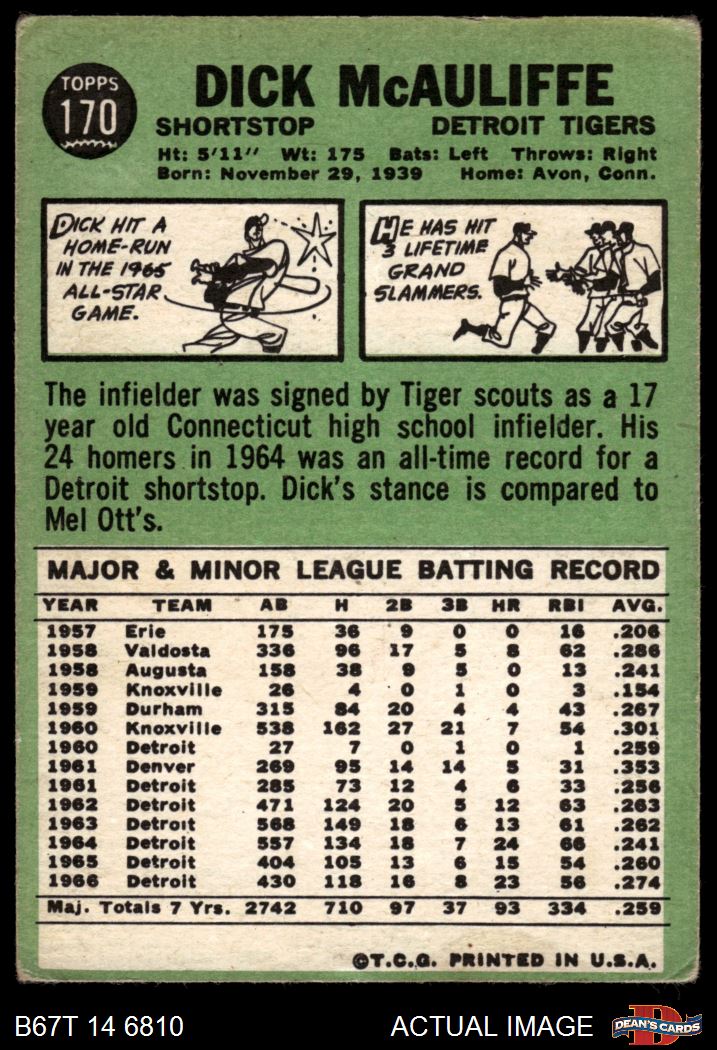 TOPPS
170
DICK McAULIFFE
SHORTSTOP DETROIT TIGERS
Ht: 5'11" Wt: 175 Bats: Left Throws: Right
Born: November 29, 1939 Home: Avon, Conn.
DICK HIT A
HOME-RUN
IN THE 1965
ALL-STAR
GAME.
HE HAS HIT
3 LIFETIME
GRAND
SLAMMERS.
The infielder was signed by Tiger scouts as a 17
year old Connecticut high school infielder. His
24 homers in 1964 was an all-time record for a
Detroit shortstop. Dick's stance is compared to
Mel Ott's.
MAJOR & MINOR LEAGUE BATTING RECORD
YEAR TEAM AB H 2B 3B HR RBI AVG.
1957 Erie 175 36 9 0 0 16 .206
1958 Valdosta 336 96 17 5 8 62 .286
1958 Augusta 158 38 9 5 0 13 .241
1959 Knoxville 26 4 0 1 0 3 .154
1959 Durham 315 84 20 4 4 43 .267
1960 Knoxville 538 162 27 21 7 54 .301
1960 Detroit 27 7 0 1 0 1 .259
1961 Denver 269 95 14 14 5 31 .353
1961 Detroit 285 73 12 4 6 33 .256
1962 Detroit 471 124 20 5 12 63 .263
1963 Detroit 568 149 18 6 13 61 .262
1964 Detroit 557 134 18 7 24 66 .241
1965 Detroit 404 105 13 6 15 54 .260
1966 Detroit 430 118 16 8 23 56 .274
Maj. Totals 7 Yrs. 2742 710 97 37 93 334 .259
©T.C.G. PRINTED IN U.S.A.
B67T 14 6810 ACTUAL IMAGE
D
DEAN'S CARDS